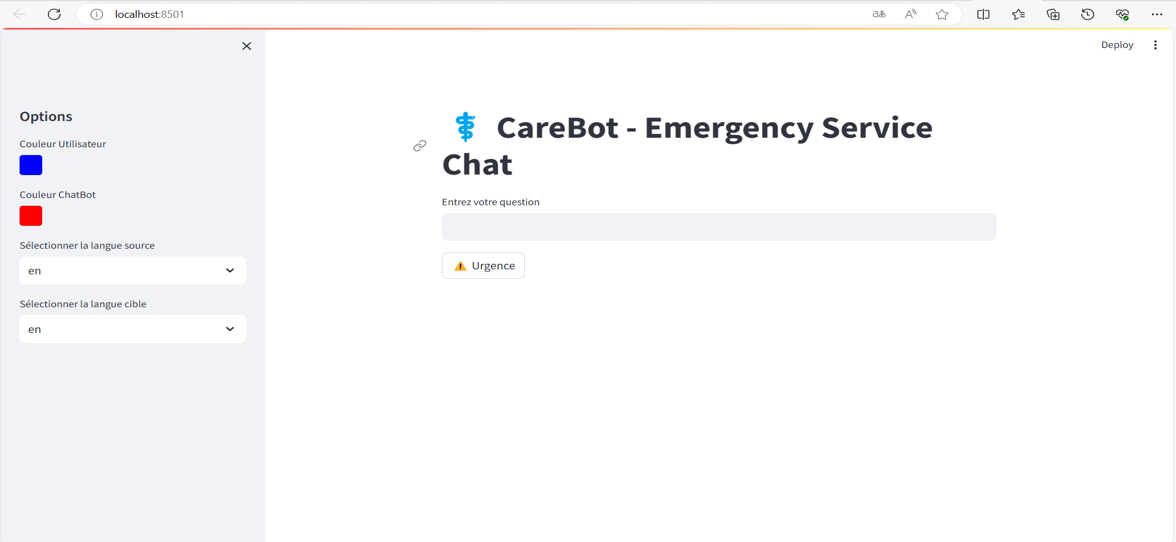 localhost:8501
Deploy
Options
Couleur Utilisateur
Couleur ChatBot
Sélectionner la langue source
en
Sélectionner la langue cible
en
CareBot - Emergency Service
Chat
Entrez votre question
Urgence